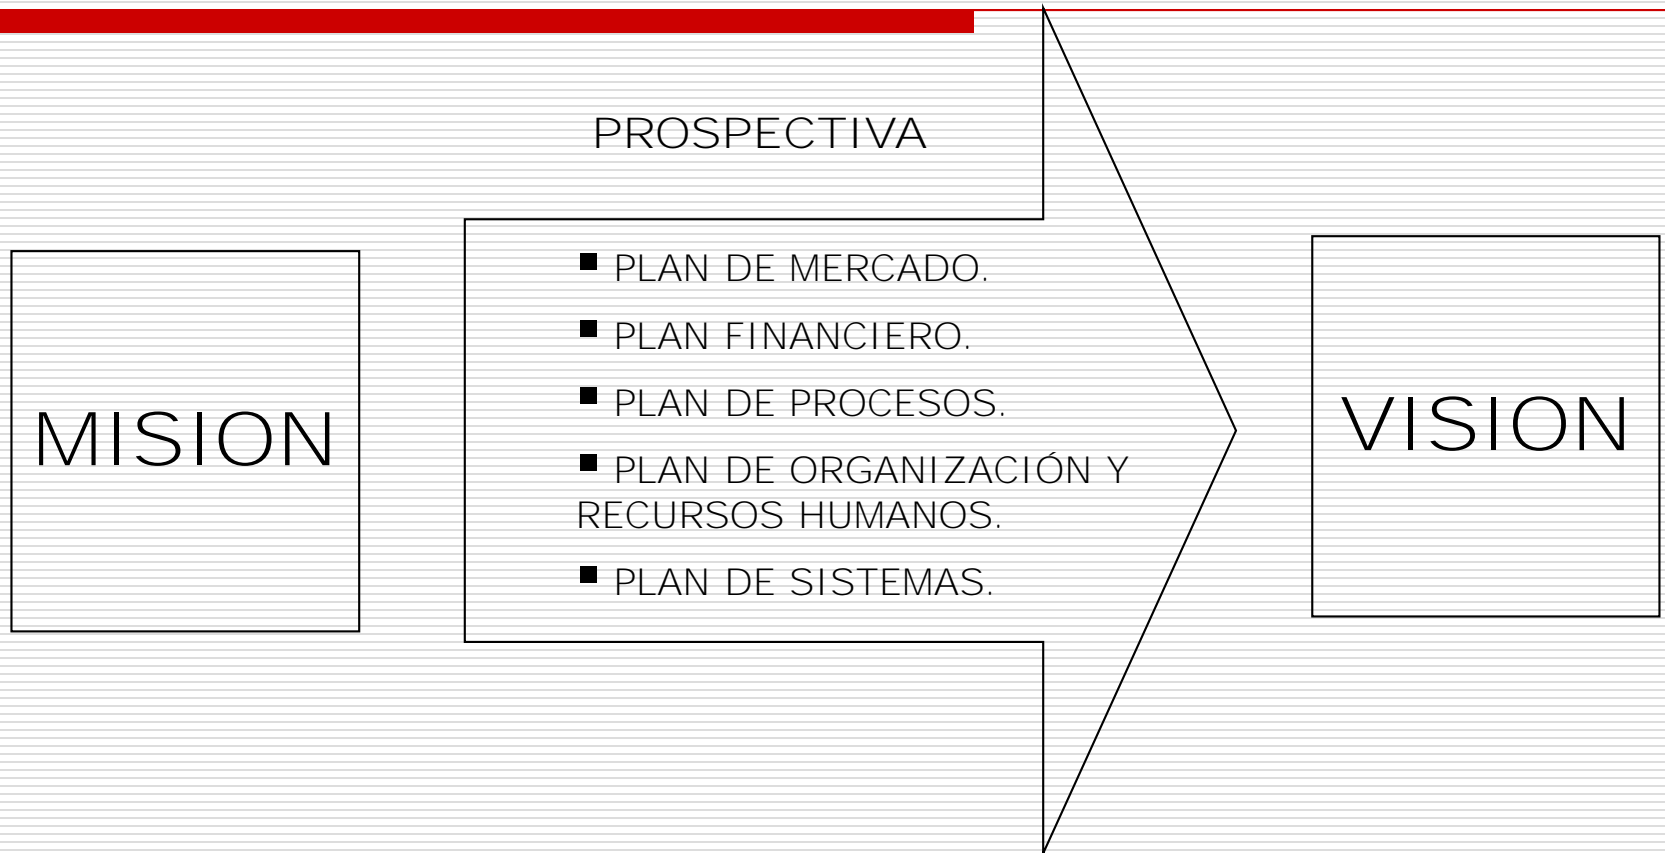 PROSPECTIVA
MISION
▪ PLAN DE MERCADO.
▪ PLAN FINANCIERO.
▪ PLAN DE PROCESOS.
▪ PLAN DE ORGANIZACIÓN Y
RECURSOS HUMANOS.
▪ PLAN DE SISTEMAS.
VISION